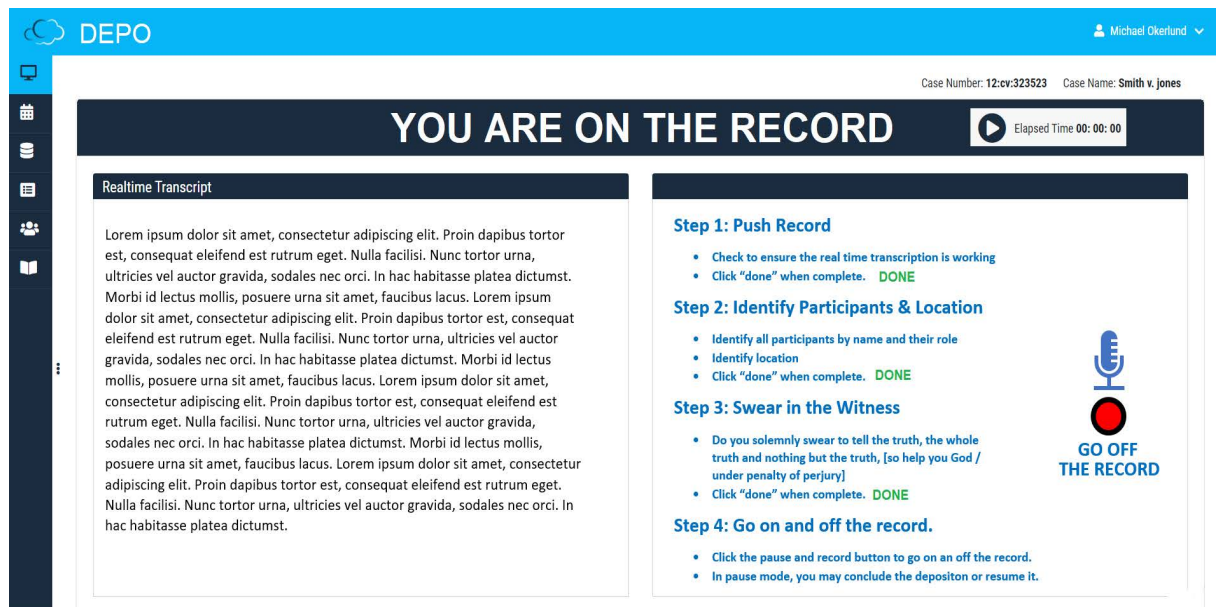 DEPO
Michael Okerlund
Case Number: 12:cv:323523 Case Name: Smith v. jones
YOU ARE ON THE RECORD
Elapsed Time 00: 00: 00
Realtime Transcript
Lorem ipsum dolor sit amet, consectetur adipiscing elit. Proin dapibus tortor
est, consequat eleifend est rutrum eget. Nulla facilisi. Nunc tortor urna,
ultricies vel auctor gravida, sodales nec orci. In hac habitasse platea dictumst.
Morbi id lectus mollis, posuere urna sit amet, faucibus lacus. Lorem ipsum
dolor sit amet, consectetur adipiscing elit. Proin dapibus tortor est, consequat
eleifend est rutrum eget. Nulla facilisi. Nunc tortor urna, ultricies vel auctor
gravida, sodales nec orci. In hac habitasse platea dictumst. Morbi id lectus
mollis, posuere urna sit amet, faucibus lacus. Lorem ipsum dolor sit amet,
consectetur adipiscing elit. Proin dapibus tortor est, consequat eleifend est
rutrum eget. Nulla facilisi. Nunc tortor urna, ultricies vel auctor gravida,
sodales nec orci. In hac habitasse platea dictumst. Morbi id lectus mollis,
posuere urna sit amet, faucibus lacus. Lorem ipsum dolor sit amet, consectetur
adipiscing elit. Proin dapibus tortor est, consequat eleifend est rutrum eget.
Nulla facilisi. Nunc tortor urna, ultricies vel auctor gravida, sodales nec orci. In
hac habitasse platea dictumst.
Step 1: Push Record
• Check to ensure the real time transcription is working
• Click “done” when complete. DONE
Step 2: Identify Participants & Location
• Identify all participants by name and their role
• Identify location
• Click “done” when complete. DONE
Step 3: Swear in the Witness
• Do you solemnly swear to tell the truth, the whole
truth and nothing but the truth, [so help you God /
under penalty of perjury]
• Click “done” when complete. DONE
Step 4: Go on and off the record.
• Click the pause and record button to go on an off the record.
• In pause mode, you may conclude the depositon or resume it.
GO OFF
THE RECORD